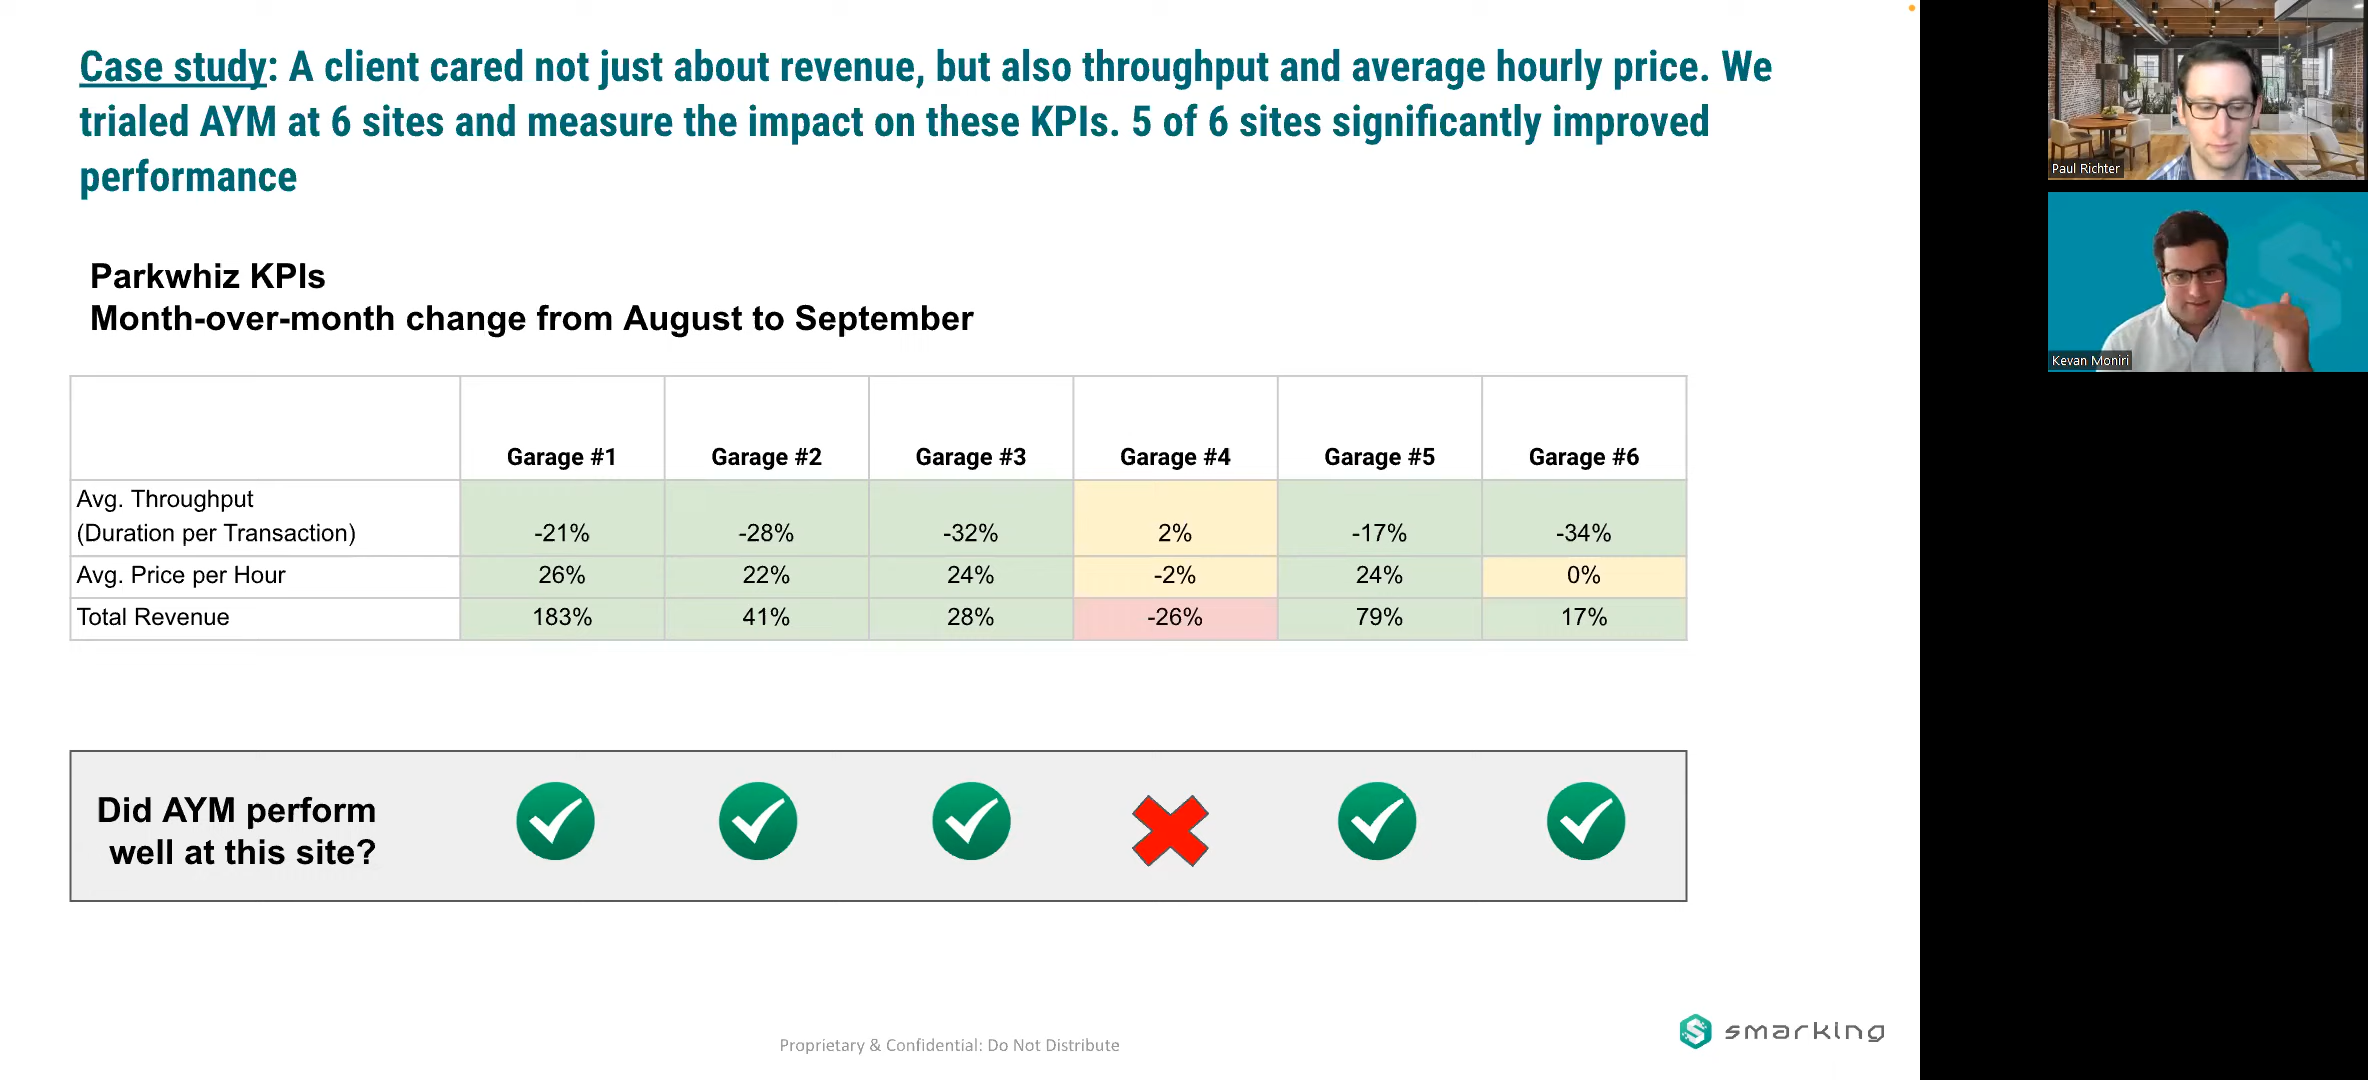 Case study: A client cared not just about revenue, but also throughput and average hourly price. We
trialed AYM at 6 sites and measure the impact on these KPIs. 5 of 6 sites significantly improved
performance
Parkwhiz KPIs
Month-over-month change from August to September
Garage #1 Garage #2 Garage #3 Garage #4 Garage #5 Garage #6
Avg. Throughput
(Duration per Transaction) -21% -28% -32% 2% -17% -34%
Avg. Price per Hour 26% 22% 24% -2% 24% 0%
Total Revenue 183% 41% 28% -26% 79% 17%
Did AYM perform
well at this site?
Proprietary & Confidential: Do Not Distribute
smarking
Paul Richter
Kevan Moniri